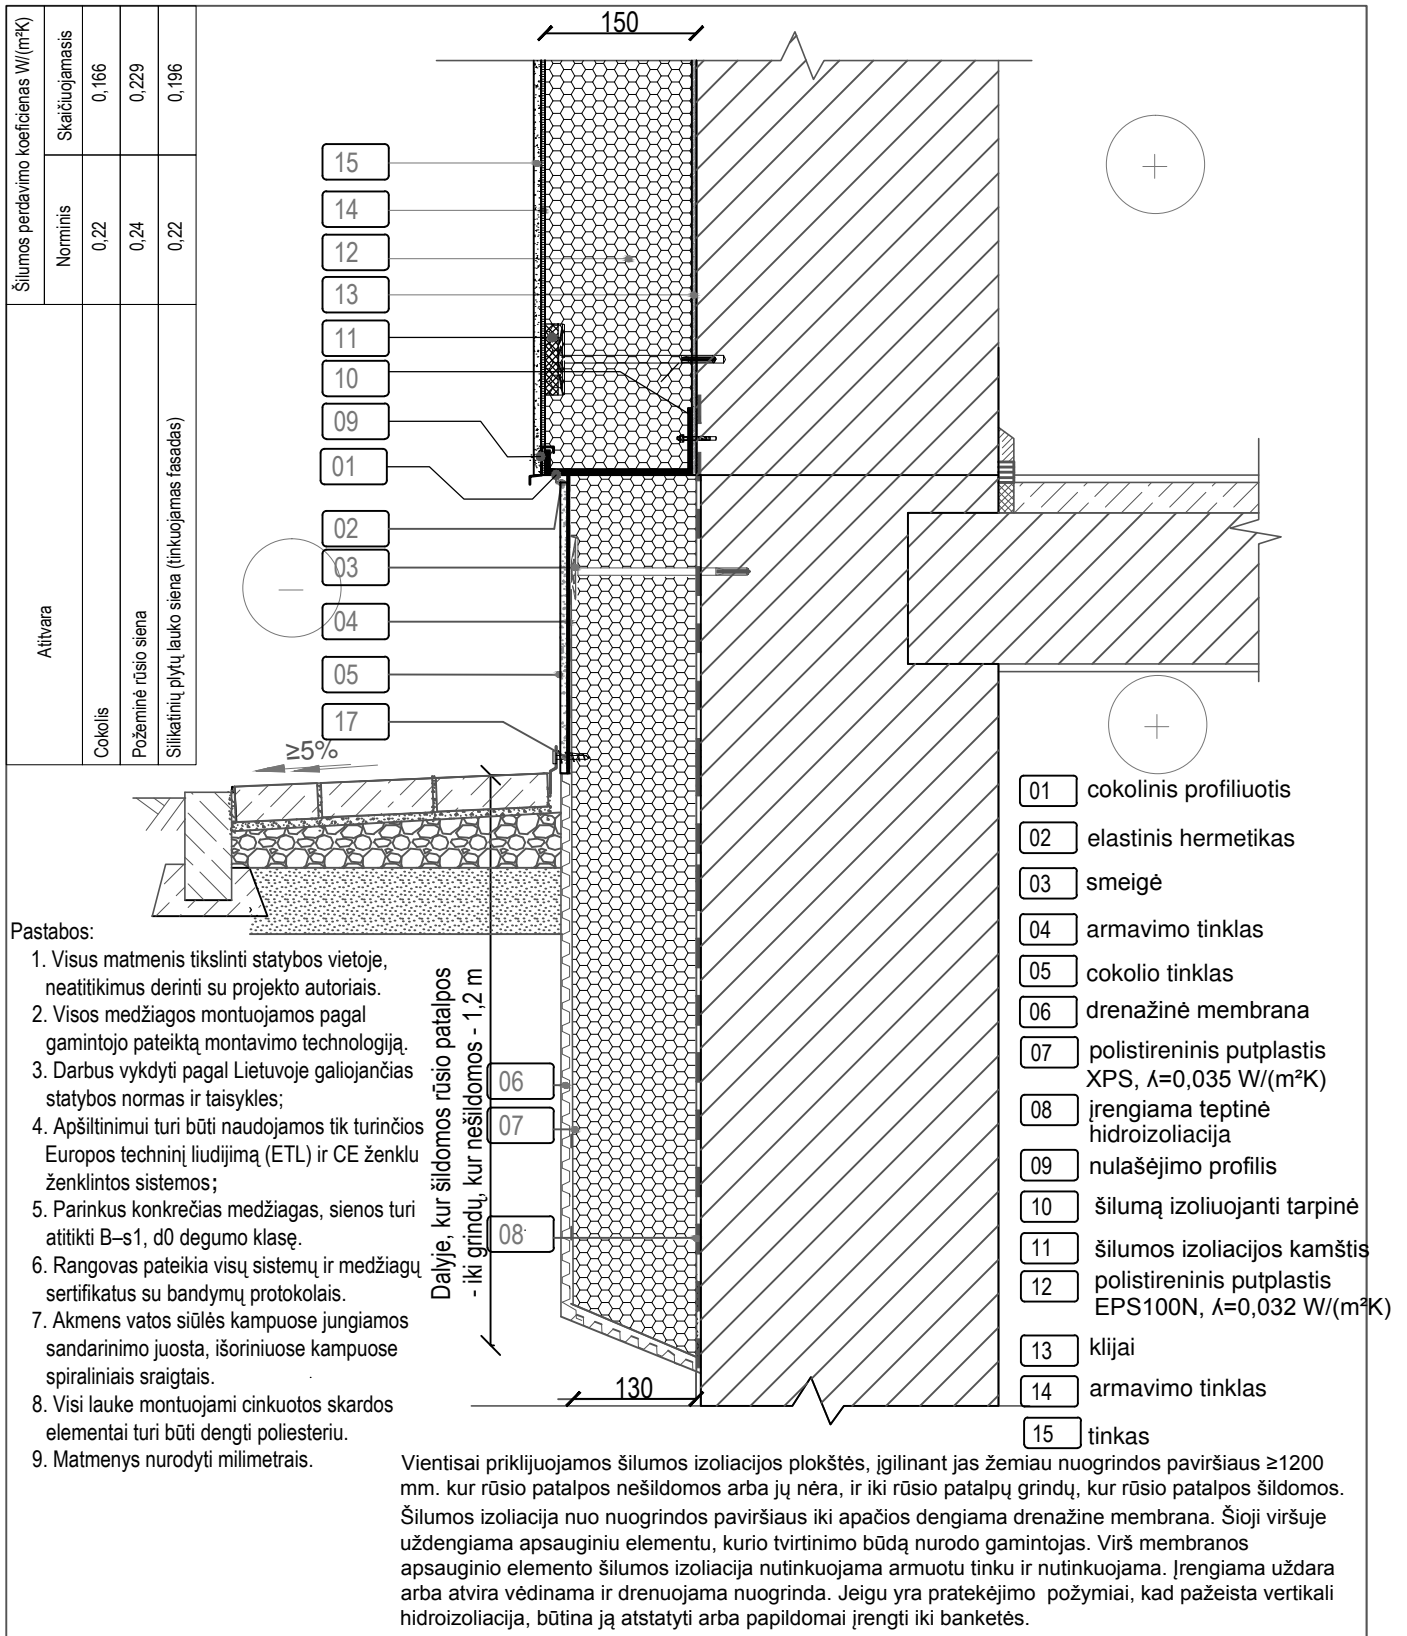 Šilumos perdavimo koeficienas W/(m²K)
Atitvara
Norminis
Skaičiuojamasis
Cokolis
0,22
0,166
Požeminė rūsio siena
0,24
0,229
Silikatinių plytų lauko siena (tinkuojamas fasadas)
0,22
0,196
150
15
14
12
13
11
10
09
01
02
03
04
05
17
≥5%
Dalyje, kur šildomos rūsio patalpos
- iki grindų, kur nešildomos - 1,2 m
06
07
08
130
Pastabos:
1. Visus matmenis tikslinti statybos vietoje,
neatitikimus derinti su projekto autoriais.
2. Visos medžiagos montuojamos pagal
gamintojo pateiktą montavimo technologiją.
3. Darbus vykdyti pagal Lietuvoje galiojančias
statybos normas ir taisykles;
4. Apšiltinimui turi būti naudojamos tik turinčios
Europos techninį liudijimą (ETL) ir CE ženklu
ženklintos sistemos;
5. Parinkus konkrečias medžiagas, sienos turi
atitikti B–s1, d0 degumo klasę.
6. Rangovas pateikia visų sistemų ir medžiagų
sertifikatus su bandymų protokolais.
7. Akmens vatos siūlės kampuose jungiamos
sandarinimo juosta, išoriniuose kampuose
spiraliniais sraigtais.
8. Visi lauke montuojami cinkuotos skardos
elementai turi būti dengti poliesteriu.
9. Matmenys nurodyti milimetrais.
01 cokolinis profiliuotis
02 elastinis hermetikas
03 smeigė
04 armavimo tinklas
05 cokolio tinklas
06 drenažinė membrana
07 polistireninis putplastis
XPS, ʎ=0,035 W/(m²K)
08 įrengiama teptinė
hidroizoliacija
09 nulašėjimo profilis
10 šilumą izoliuojanti tarpinė
11 šilumos izoliacijos kamštis
12 polistireninis putplastis
EPS100N, ʎ=0,032 W/(m²K)
13 klijai
14 armavimo tinklas
15 tinkas
Vientisai priklijuojamos šilumos izoliacijos plokštės, įgilinant jas žemiau nuogrindos paviršiaus ≥1200
mm. kur rūsio patalpos nešildomos arba jų nėra, ir iki rūsio patalpų grindų, kur rūsio patalpos šildomos.
Šilumos izoliacija nuo nuogrindos paviršiaus iki apačios dengiama drenažine membrana. Šioji viršuje
uždengiama apsauginiu elementu, kurio tvirtinimo būdą nurodo gamintojas. Virš membranos
apsauginio elemento šilumos izoliacija nutinkuojama armuotu tinku ir nutinkuojama. Įrengiama uždara
arba atvira vėdinama ir drenuojama nuogrinda. Jeigu yra pratekėjimo požymiai, kad pažeista vertikali
hidroizoliacija, būtina ją atstatyti arba papildomai įrengti iki banketės.